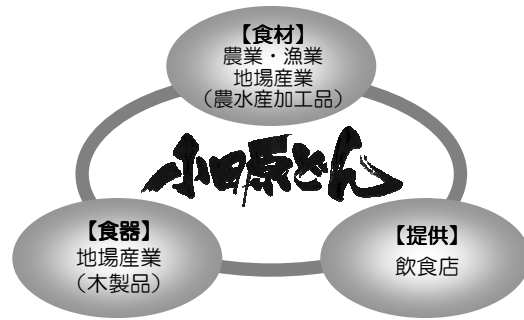 【食材】
農業・漁業
地場産業
（農水産加工品）
小田原どん
【食器】
地場産業
（木製品）
【提供】
飲食店